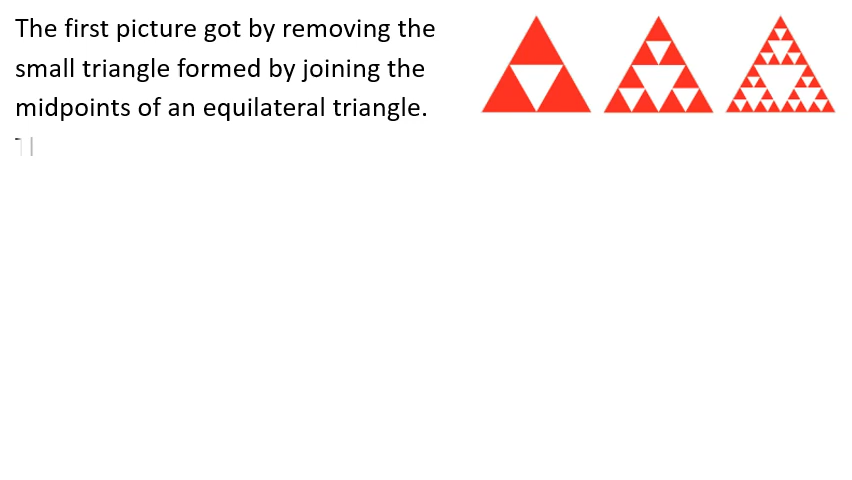 The first picture got by removing the
small triangle formed by joining the
midpoints of an equilateral triangle.